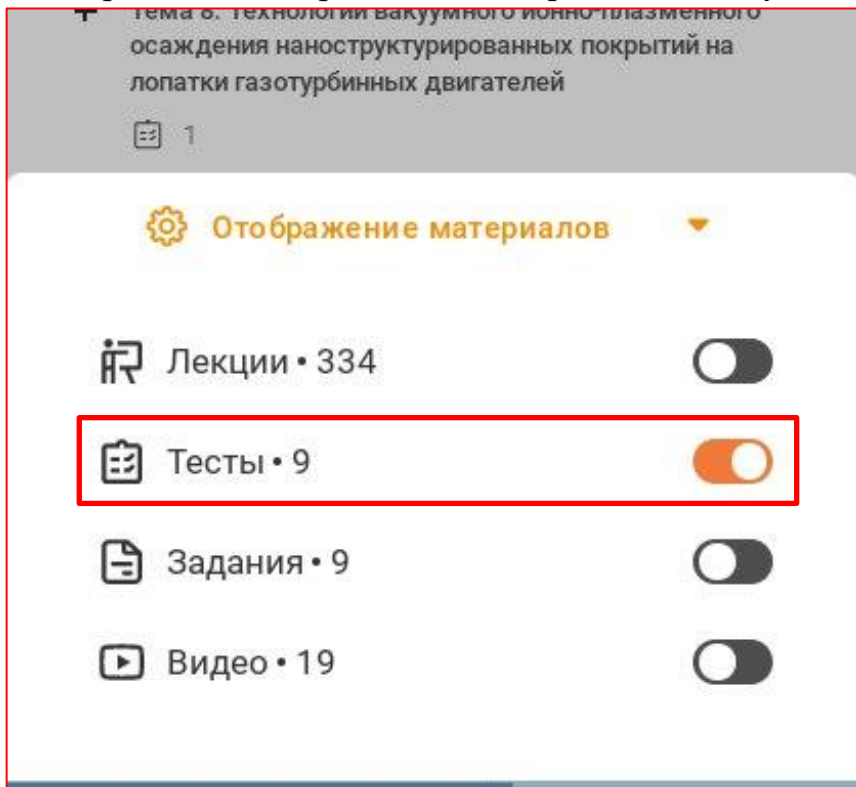 Тема 8. Технологии вакуумного ионно-плазменного
осаждения наноструктурированных покрытий на
лопатки газотурбинных двигателей
1
Отображение материалов
Лекции • 334
Тесты • 9
Задания • 9
Видео • 19